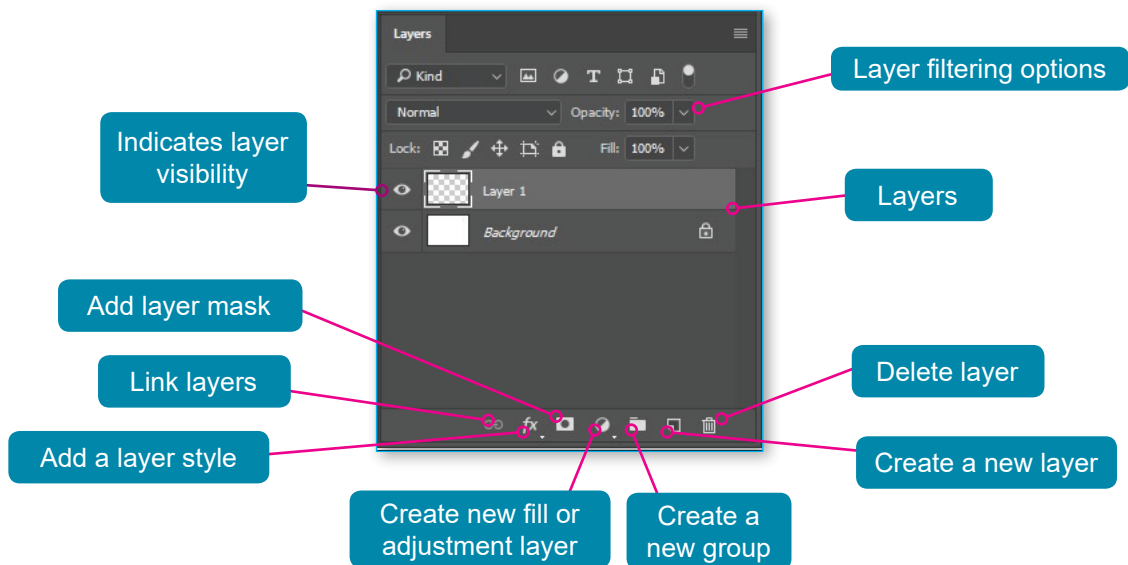 Layers
Kind
Layer filtering options
Normal
Opacity: 100%
Indicates layer
visibility
Lock:
Fill: 100%
Layer 1
Layers
Background
Add layer mask
Link layers
Delete layer
fx
Add a layer style
Create a new layer
Create new fill or
adjustment layer
Create a
new group